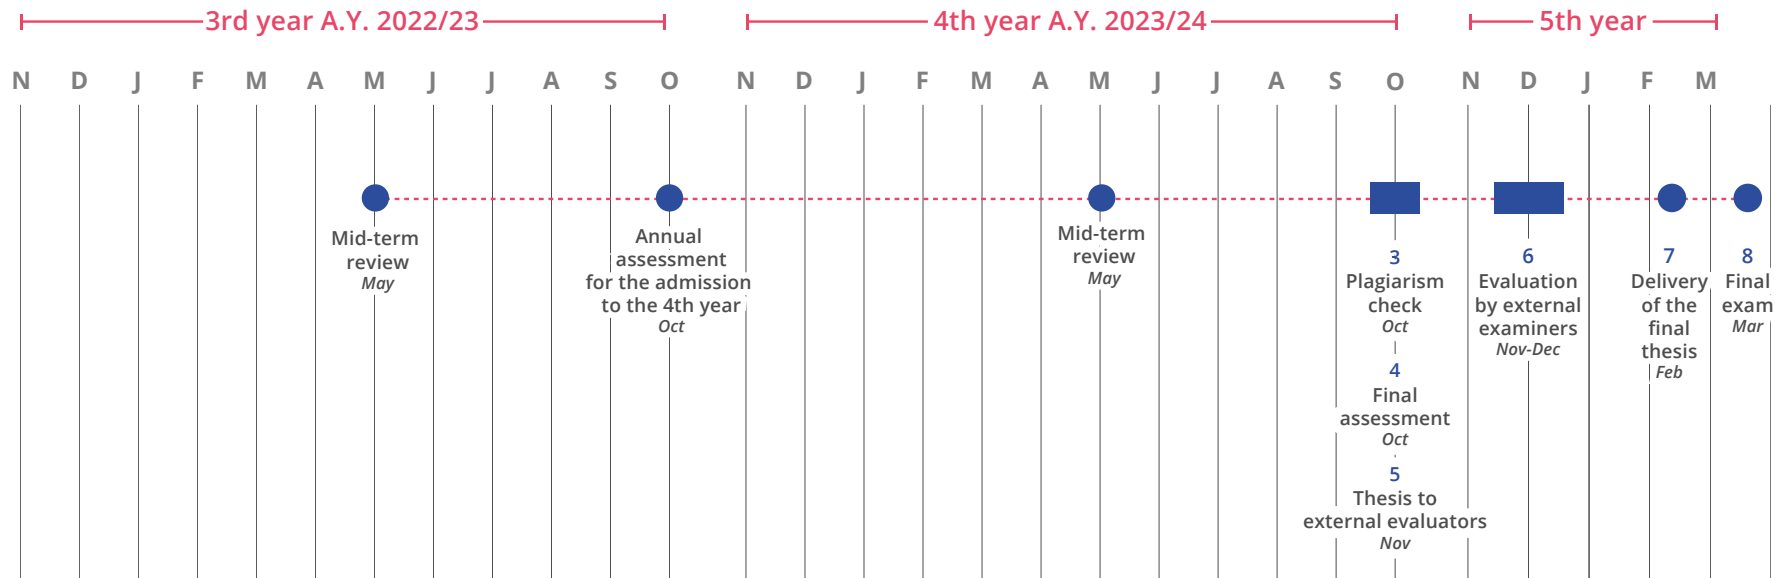 3rd year A.Y. 2022/23 4th year A.Y. 2023/24 5th year
N D J F M A M J J A S O N D J F M A M J J A S O N D J F M
Mid-term
review
May
Annual
assessment
for the admission
to the 4th year
Oct
Mid-term
review
May
3
Plagiarism
check
Oct
4
Final
assessment
Oct
5
Thesis to
external evaluators
Nov
6
Evaluation
by external
examiners
Nov-Dec
7
Delivery
of the
final
thesis
Feb
8
Final
exam
Mar